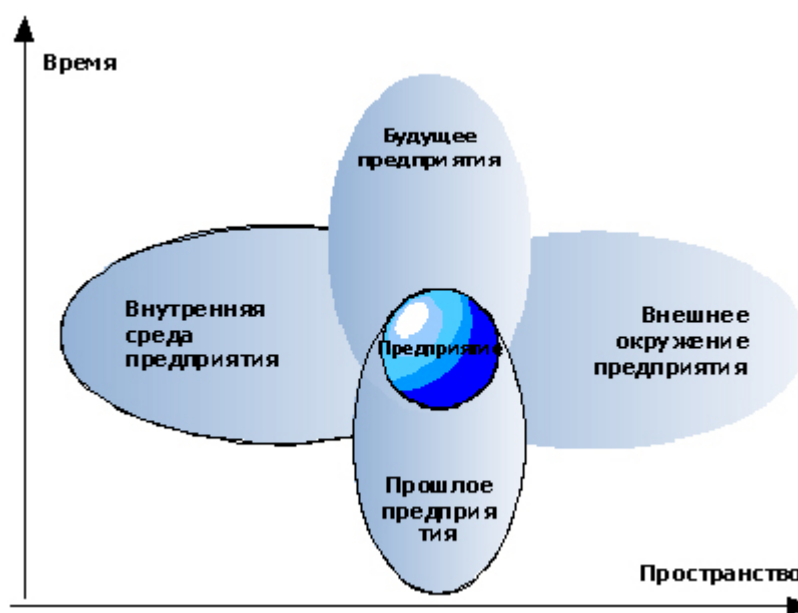 Время
Будущее
предприятия
Внутренняя
среда
предприятия
Предприятие
Внешнее
окружение
предприятия
Прошлое
предприя
тия
Пространство